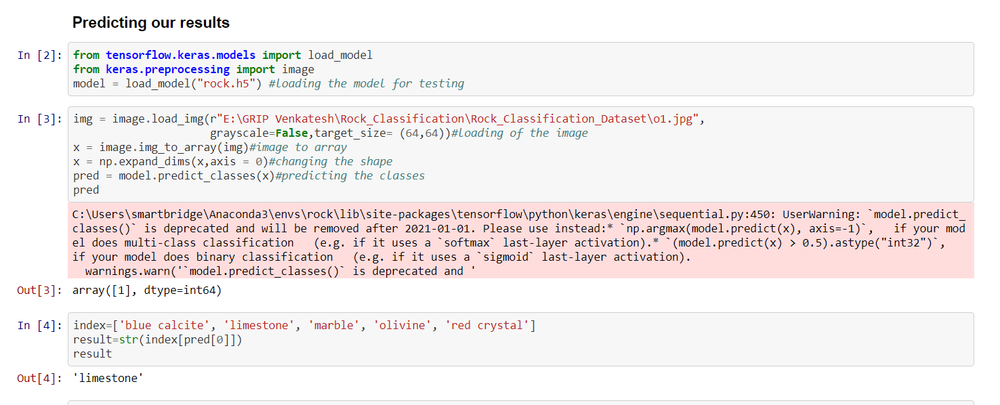 Predicting our results
In [2]: from tensorflow.keras.models import load_model
from keras.preprocessing import image
model = load_model("rock.h5") #loading the model for testing
In [3]: img = image.load_img(r"E:\GRIP Venkatesh\Rock_Classification\Rock_Classification_Dataset\o1.jpg",
grayscale=False,target_size= (64,64))#loading of the image
x = image.img_to_array(img)#image to array
x = np.expand_dims(x,axis = 0)#changing the shape
pred = model.predict_classes(x)#predicting the classes
pred
C:\Users\smartbridge\Anaconda3\envs\rock\lib\site-packages\tensorflow\python\keras\engine\sequential.py:450: UserWarning: `model.predict_
classes()` is deprecated and will be removed after 2021-01-01. Please use instead:* `np.argmax(model.predict(x), axis=-1)`,   if your mod
el does multi-class classification   (e.g. if it uses a `softmax` last-layer activation).* `(model.predict(x) > 0.5).astype("int32")`,
if your model does binary classification   (e.g. if it uses a `sigmoid` last-layer activation).
warnings.warn('`model.predict_classes()` is deprecated and '
Out[3]: array([1], dtype=int64)
In [4]: index=['blue calcite', 'limestone', 'marble', 'olivine', 'red crystal']
result=str(index[pred[0]])
result
Out[4]: 'limestone'